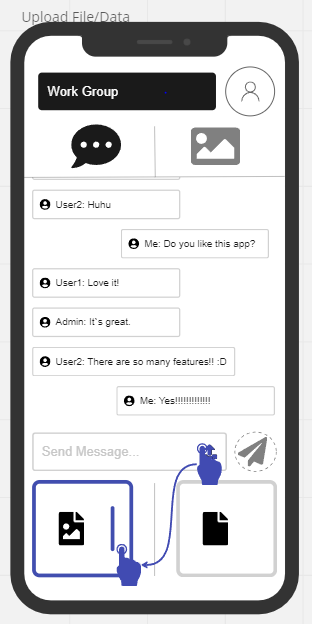 Upload File/Data
Work Group
User2: Huhu
Me: Do you like this app?
User1: Love it!
Admin: It`s great.
User2: There are so many features!! :D
Me: Yes!!!!!!!!!!!!!
Send Message...